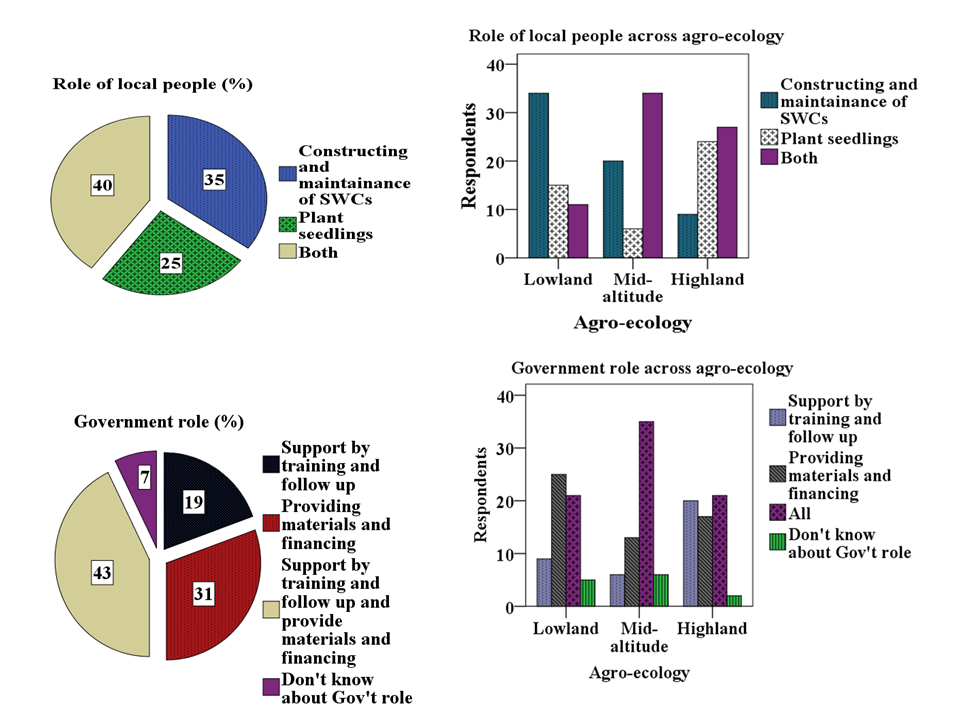 Role of local people (%)
40
35
25
Constructing
and
maintainance
of SWCs
Plant
seedlings
Both
Role of local people across agro-ecology
Respondents
40
30
20
10
0
Lowland
Mid-
altitude
Highland
Agro-ecology
Constructing and
maintainance of
SWCs
Plant seedlings
Both
Government role (%)
7
19
43
31
Support by
training and
follow up
Providing
materials and
financing
Support by
training and
follow up and
provide
materials and
financing
Don't know
about Gov't role
Government role across agro-ecology
Respondents
40
30
20
10
0
Lowland
Mid-
altitude
Highland
Agro-ecology
Support by
training and
follow up
Providing
materials and
financing
All
Don't know
about Gov't role